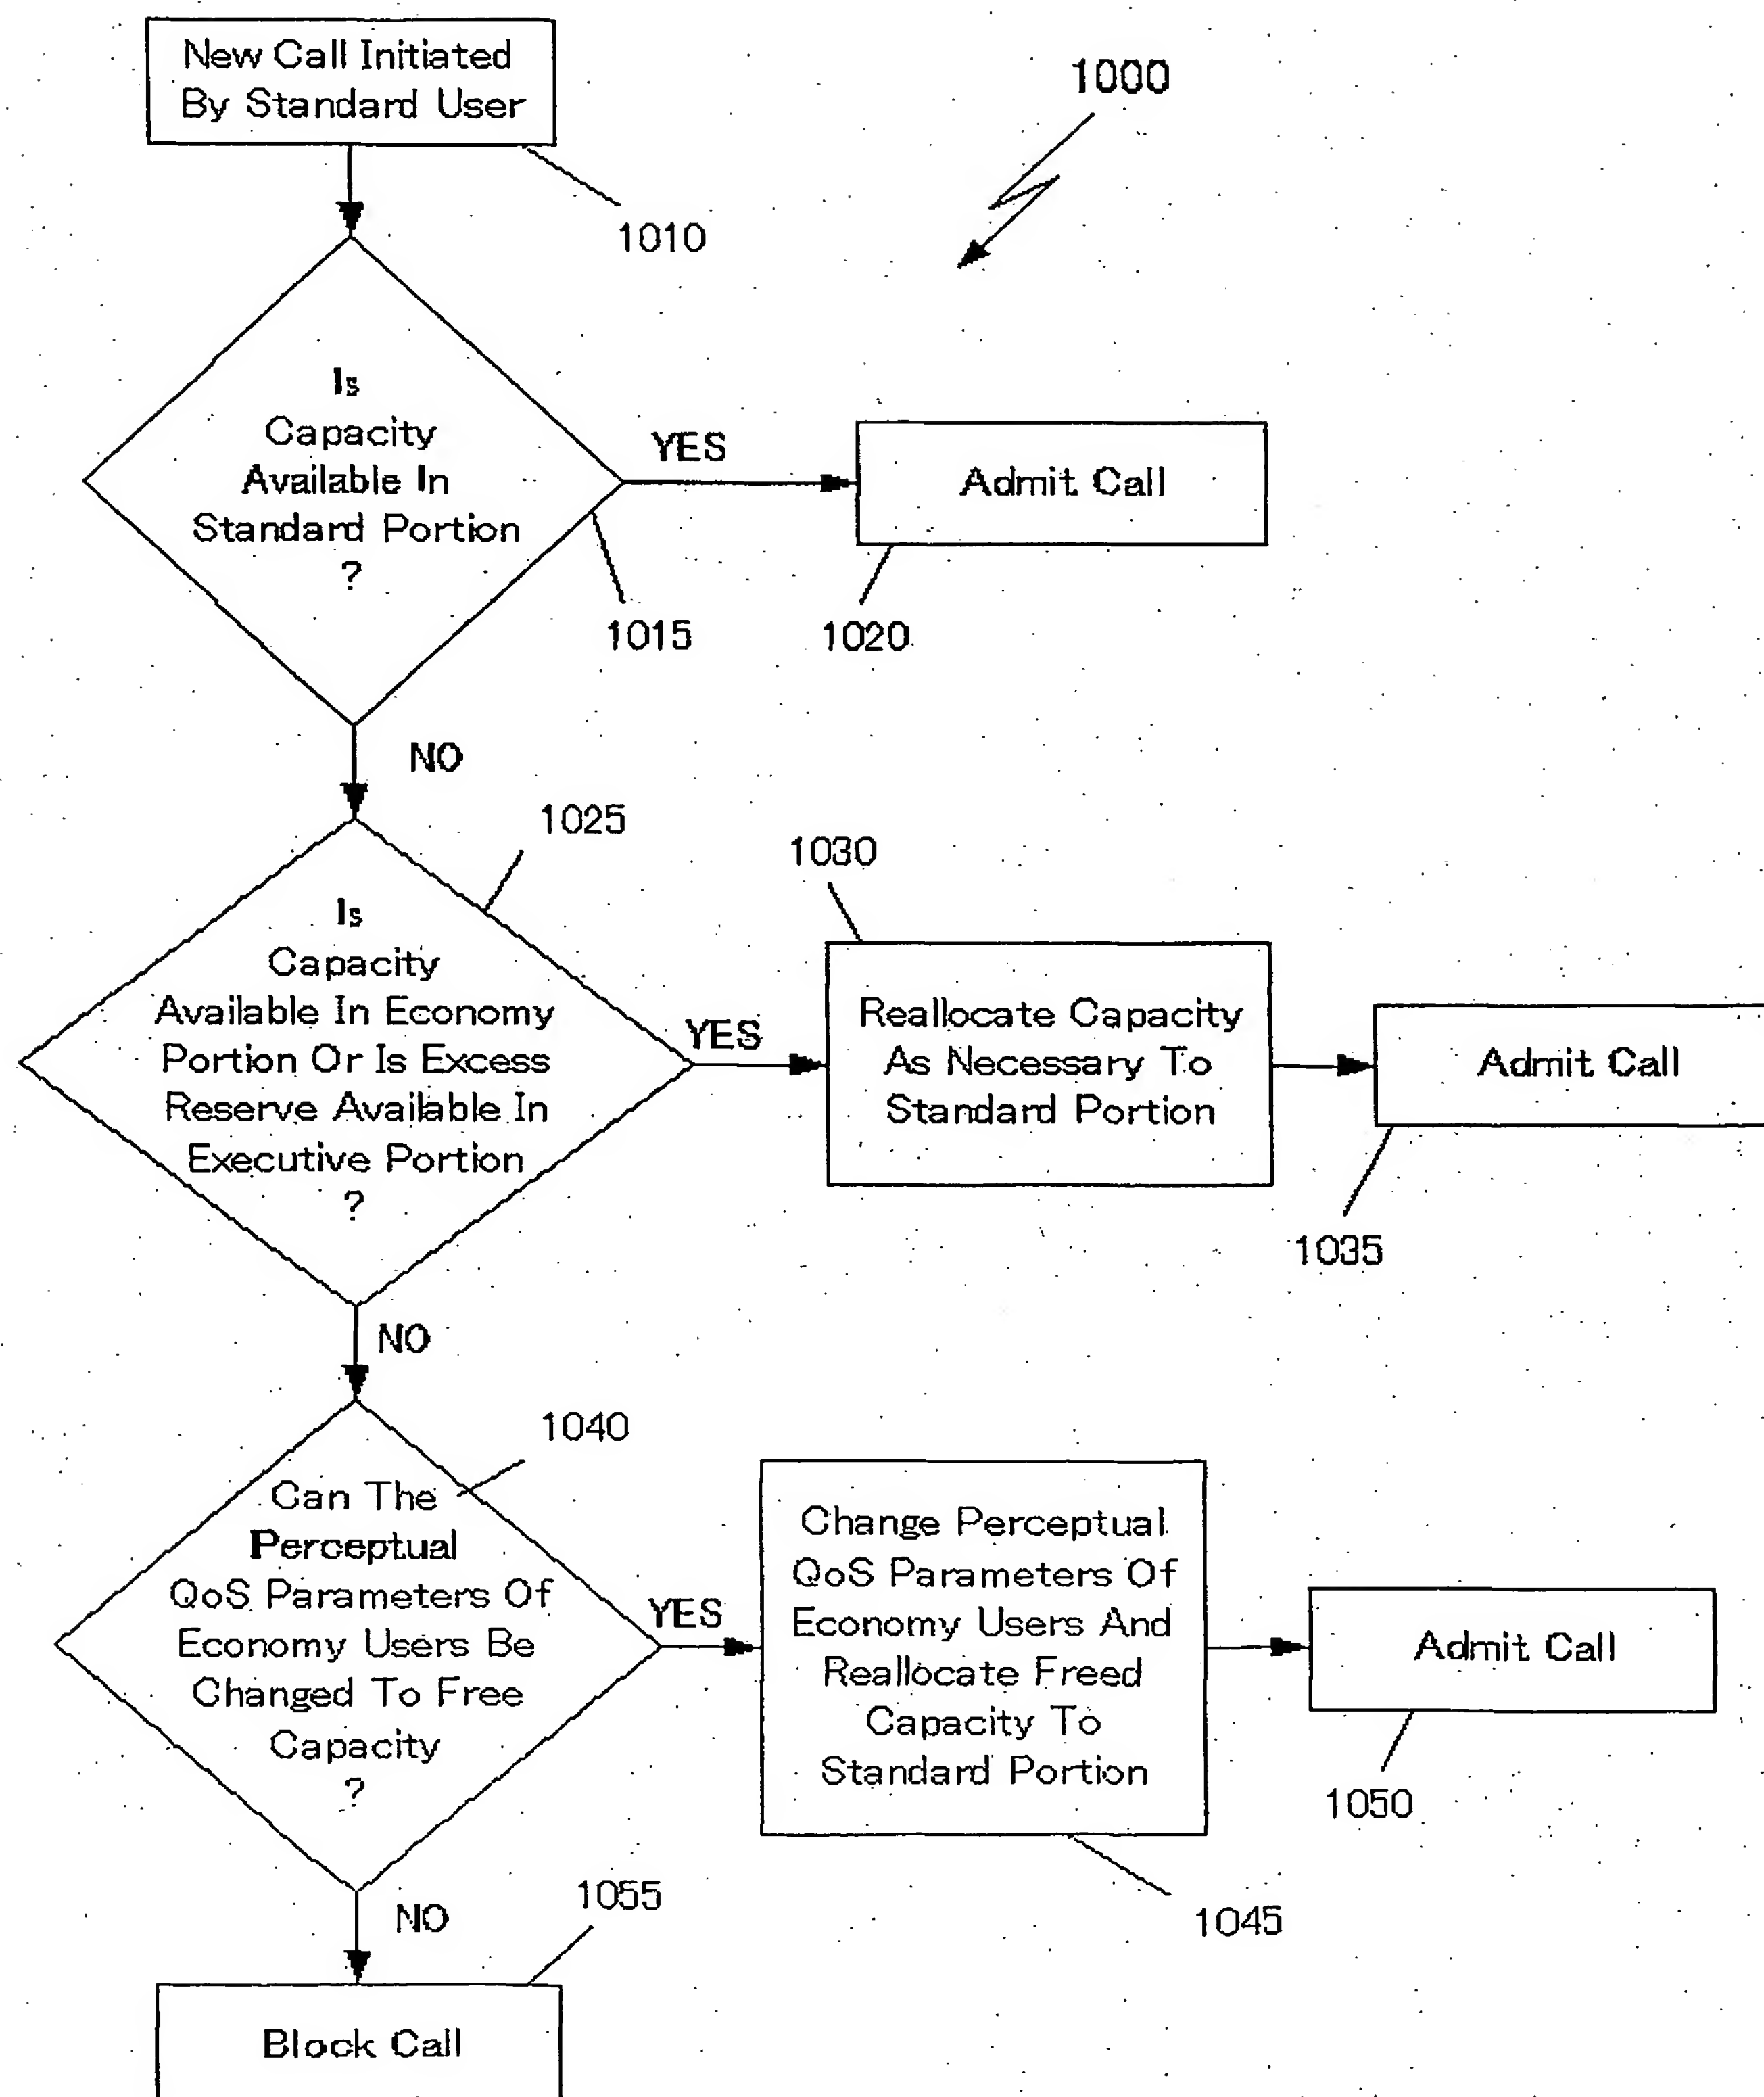 New Call Initiated
By Standard User
1000
1010
Is
Capacity
Available In
Standard Portion
?
YES
Admit Call
1015
1020
NO
1025
1030
Is
Capacity
Available In Economy
Portion Or Is Excess
Reserve Available In
Executive Portion
?
YES
Reallocate Capacity
As Necessary To
Standard Portion
Admit Call
1035
NO
1040
Can The
Perceptual
QoS Parameters Of
Economy Users Be
Changed To Free
Capacity
?
YES
Change Perceptual
QoS Parameters Of
Economy Users And
Reallocate Freed
Capacity To
Standard Portion
Admit Call
1050
1045
NO
1055
Block Call